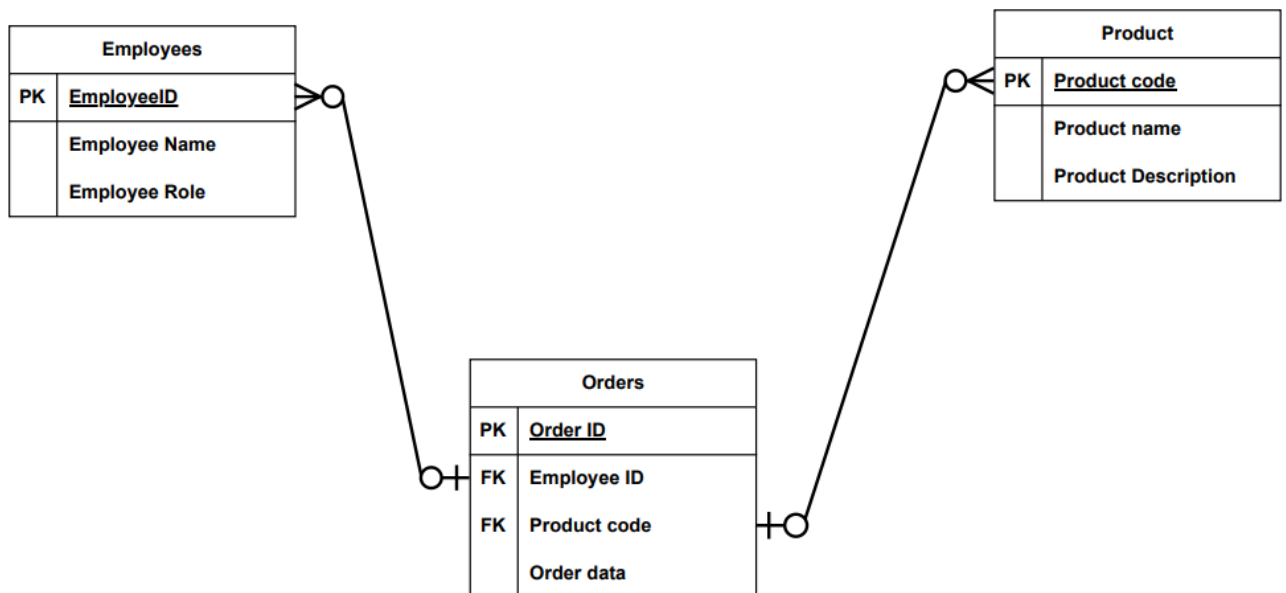 Employees
PK EmployeeID
Employee Name
Employee Role
Product
PK Product code
Product name
Product Description
Orders
PK Order ID
FK Employee ID
FK Product code
Order data